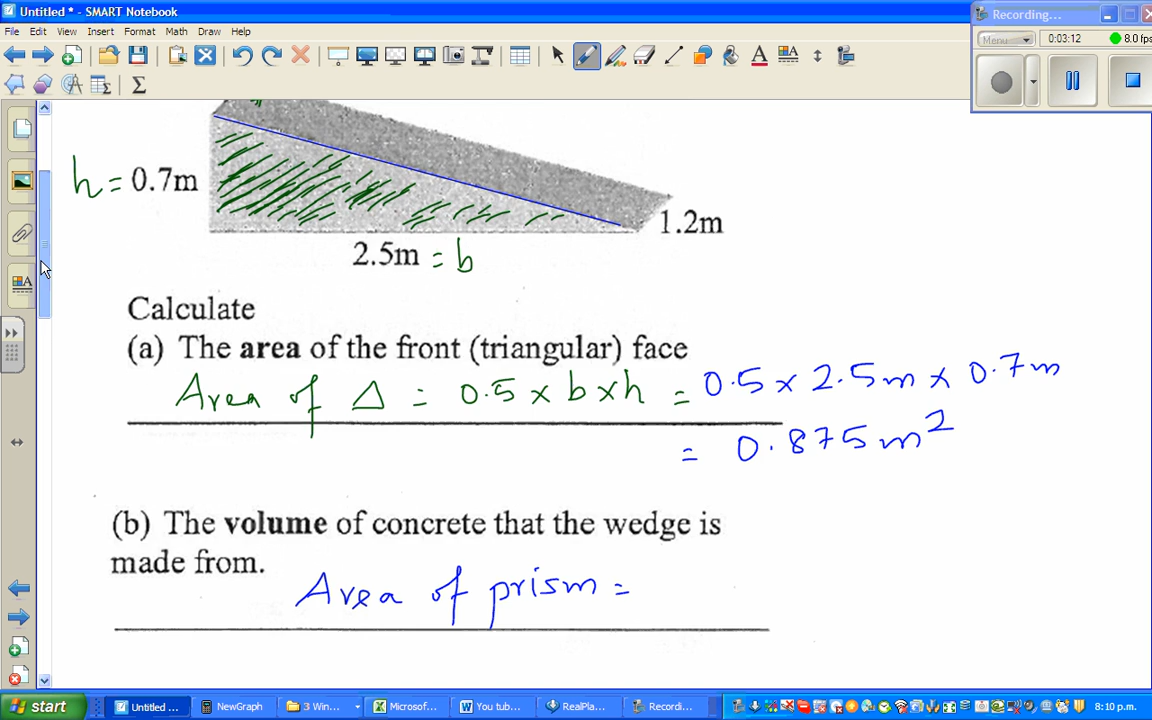 Untitled * - SMART Notebook
Recording...
File Edit View Insert Format Math Draw Help
Menu
0:03:12
8.0 fps
h = 0.7m
1.2m
2.5m = b
Calculate
(a) The area of the front (triangular) face
Area of Δ = 0.5 × b × h = 0.5 × 2.5m × 0.7m
= 0.875 m²
(b) The volume of concrete that the wedge is
made from.
Area of prism =
start
Untitled ...
NewGraph
3 Win...
Microsof...
You tub...
RealPla...
Recordi...
8:10 p.m.